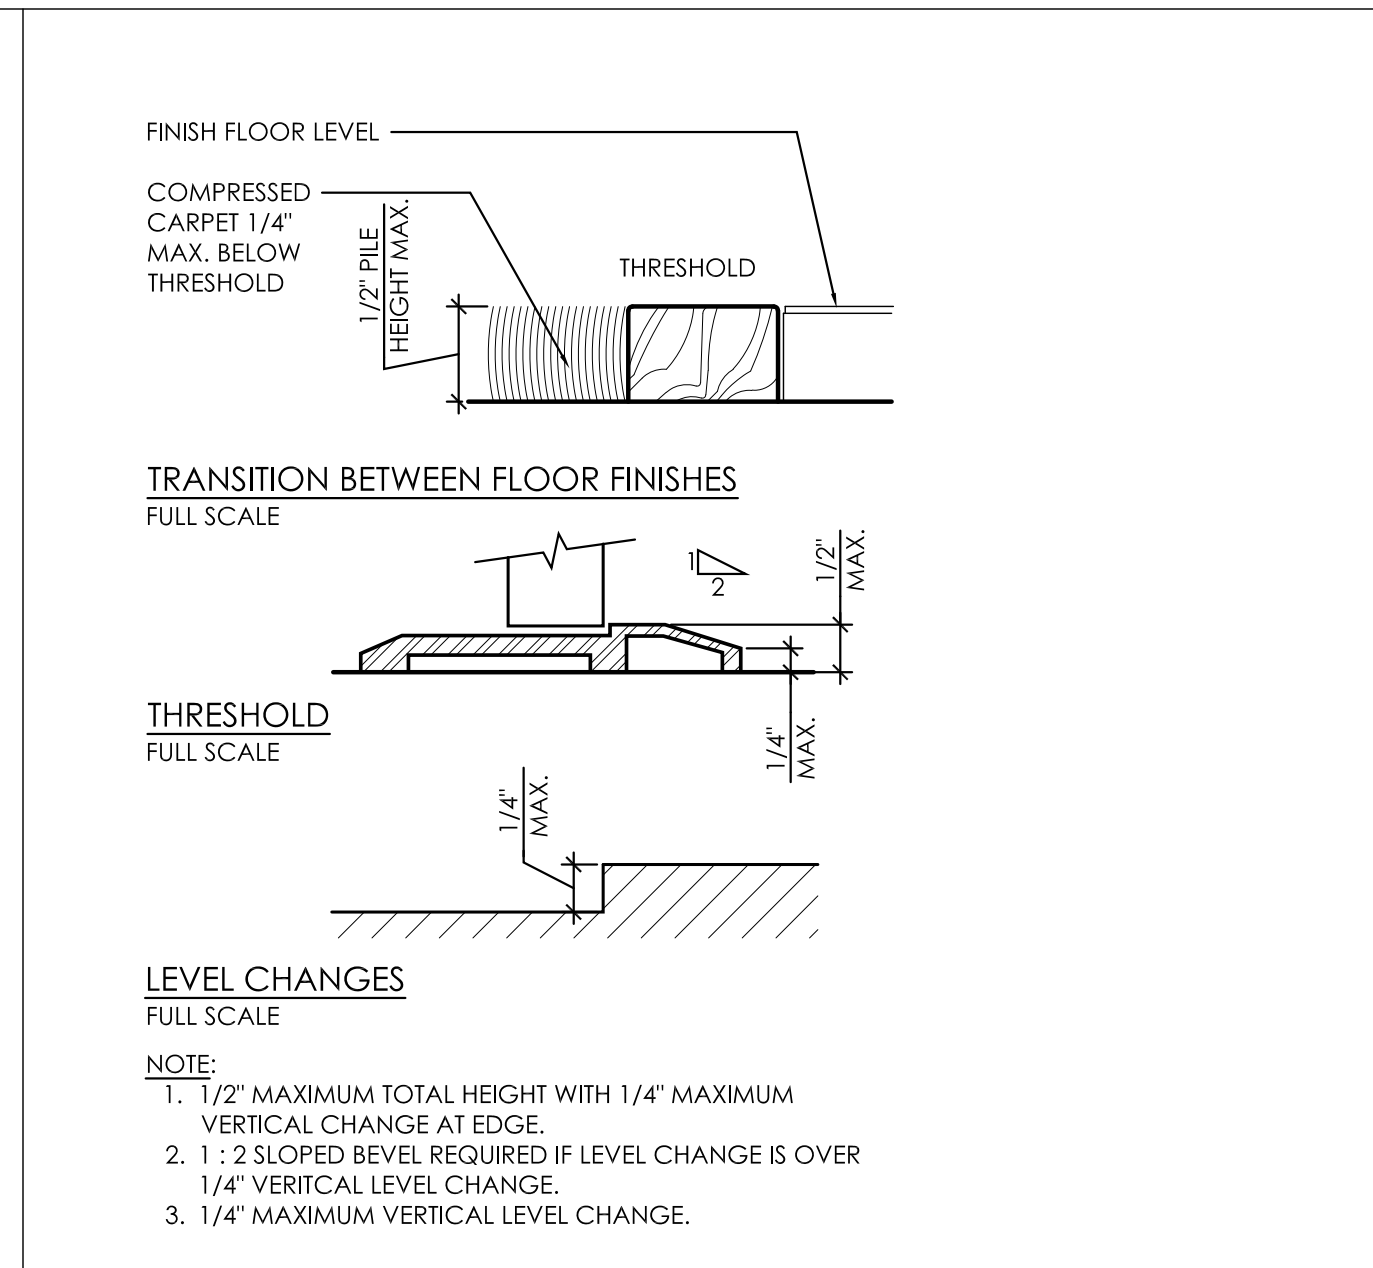 FINISH FLOOR LEVEL
COMPRESSED
CARPET 1/4"
MAX. BELOW
THRESHOLD
1/2" PILE
HEIGHT MAX.
THRESHOLD
TRANSITION BETWEEN FLOOR FINISHES
FULL SCALE
1
2
1/2"
MAX.
THRESHOLD
FULL SCALE
1/4"
MAX.
1/4"
MAX.
LEVEL CHANGES
FULL SCALE
NOTE:
1. 1/2" MAXIMUM TOTAL HEIGHT WITH 1/4" MAXIMUM
VERTICAL CHANGE AT EDGE.
2. 1 : 2 SLOPED BEVEL REQUIRED IF LEVEL CHANGE IS OVER
1/4" VERITCAL LEVEL CHANGE.
3. 1/4" MAXIMUM VERTICAL LEVEL CHANGE.